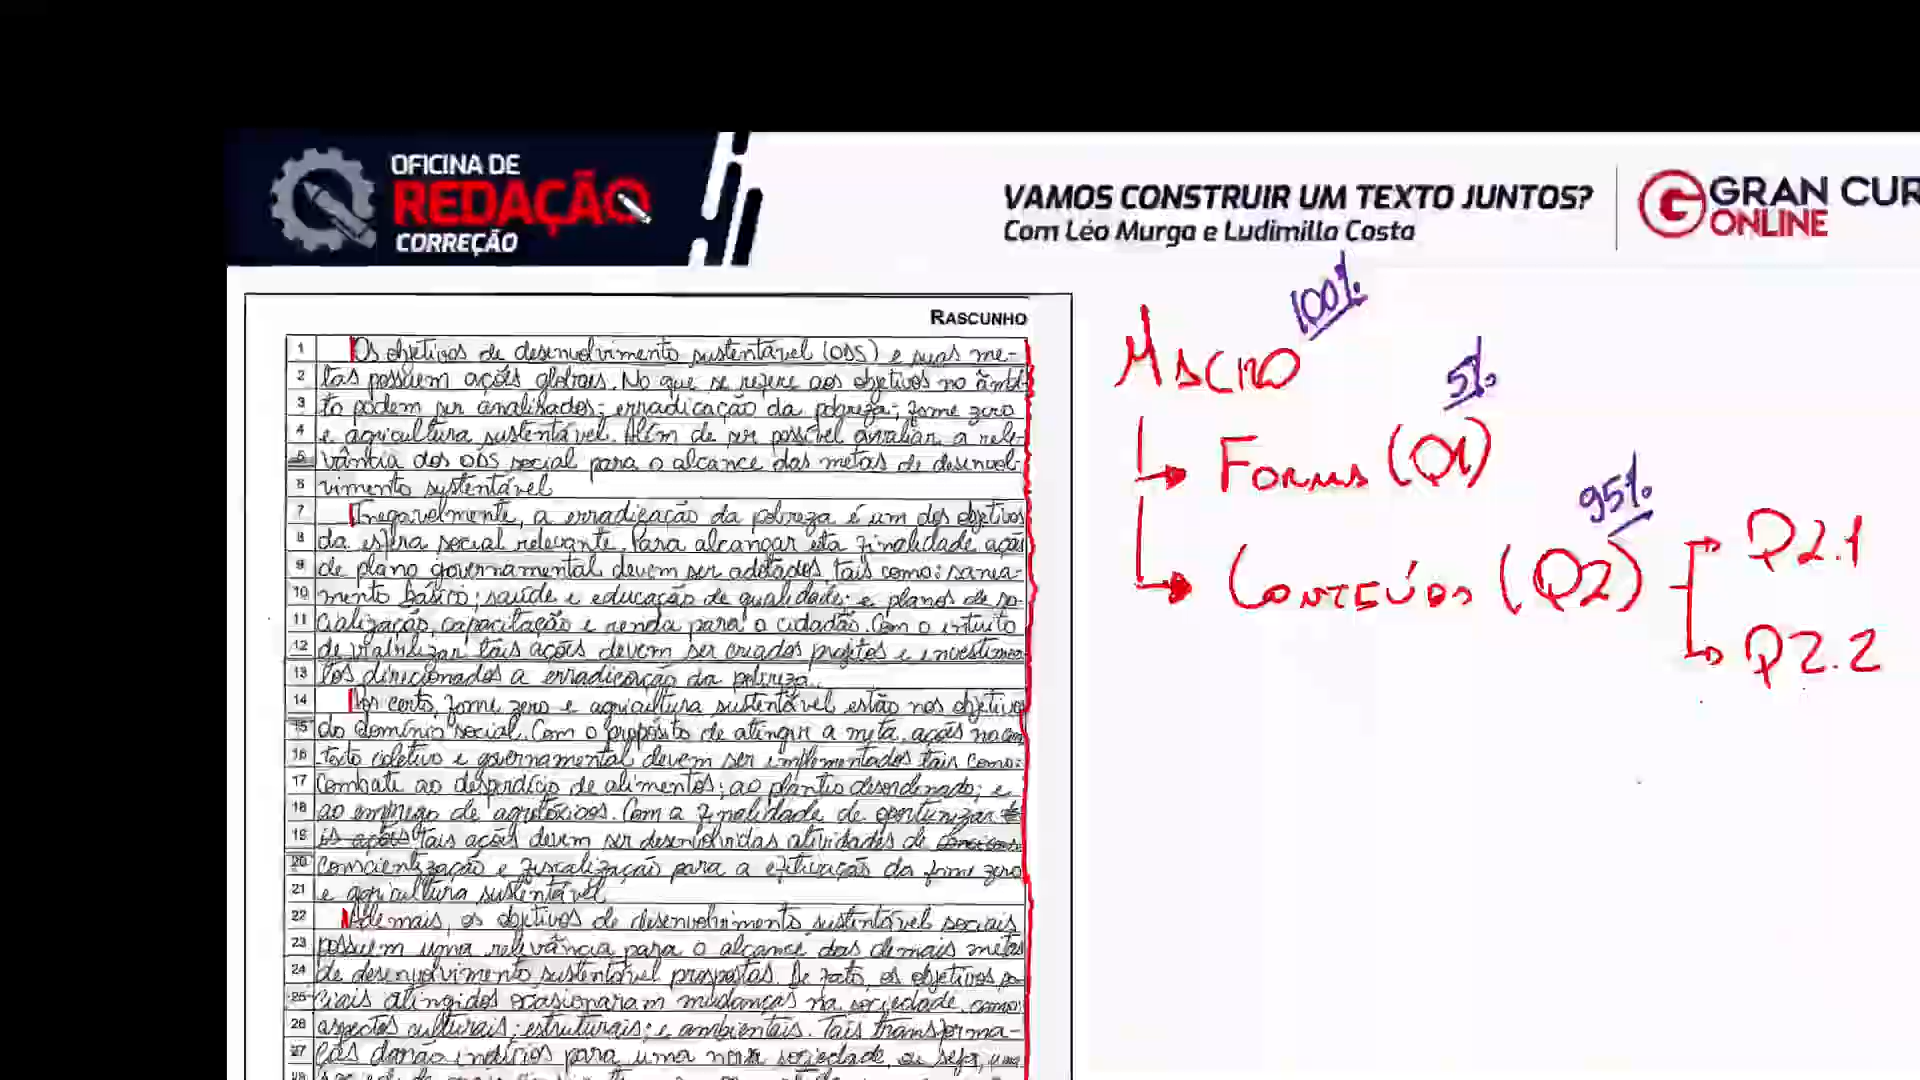 OFICINA DE
REDAÇÃO
CORREÇÃO
VAMOS CONSTRUIR UM TEXTO JUNTOS?
Com Léo Murga e Ludimilla Costa
GRAN CUR
ONLINE
RASCUNHO
1 Os objetivos de desenvolvimento sustentável (ODS) e suas me-
2 tas possuem ações globais. No que se refere aos objetivos no âmbi-
3 to podem ser analisados: erradicação da pobreza; fome zero
4 e agricultura sustentável. Além de ser possível avaliar a rele-
5 vântia dos ODS social para o alcance das metas de desenvol-
6 vimento sustentável
7 Inegavelmente, a erradicação da pobreza é um dos objetivos
8 da esfera social relevante. Para alcançar esta finalidade ações
9 de plano governamental devem ser adotados, tais como: sanea-
10 mento básico; saúde e educação de qualidade; e planos de so-
11 cialização, capacitação e renda para o cidadão. Com o intuito
12 de viabilizar tais ações devem ser criados projetos e investimen
13 tos direcionados a erradicação da pobreza.
14 Por certo, fome zero e agricultura sustentável estão nos objetivos
15 do domínio social. Com o propósito de atingir a meta, ações no con
16 texto coletivo e governamental devem ser implementados tais como:
17 Combate ao desperdício de alimentos; ao plantio desordenado; e
18 ao emprego de agrotóxicos. Com a finalidade de oportunizar
19 tais ações devem ser desenvolvidas atividades de
20 conscientização e fiscalização para a efetivação da fome zero
21 e agricultura sustentável
22 Ademais, os objetivos de desenvolvimento sustentável sociais
23 possuem uma relevância para o alcance das demais metas
24 de desenvolvimento sustentável propostas. De fato, os objetivos so-
25 ciais atingidos ocasionaram mudanças na sociedade, como:
26 aspectos culturais; estruturais; e ambientais. Tais transforma-
27 ções darão indícios para uma nova sociedade, ou seja, uma
28
MACRO
100%
5%
FORMA (Q1)
95%
CONTEÚDO (Q2)
Q2.1
Q2.2